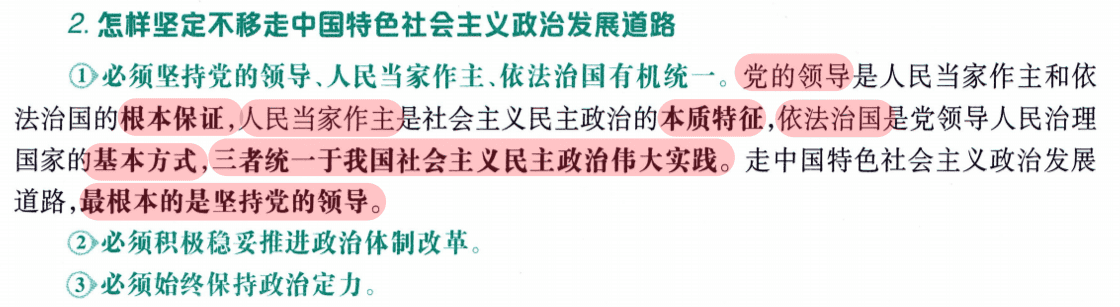 2. 怎样坚定不移走中国特色社会主义政治发展道路
①必须坚持党的领导、人民当家作主、依法治国有机统一。党的领导是人民当家作主和依
法治国的根本保证,人民当家作主是社会主义民主政治的本质特征,依法治国是党领导人民治理
国家的基本方式,三者统一于我国社会主义民主政治伟大实践。走中国特色社会主义政治发展
道路,最根本的是坚持党的领导。
②必须积极稳妥推进政治体制改革。
③必须始终保持政治定力。